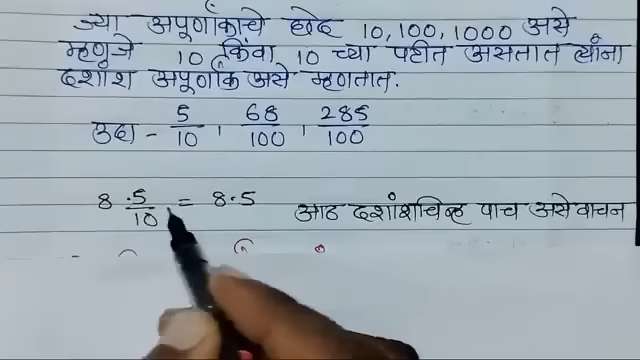 ज्या अपूर्णांकाचे छेद 10,100,1000 असे
म्हणजे 10 किंवा 10 च्या पटीत असतात त्यांना
दशांश अपूर्णांक असे म्हणतात.
उदा - 5/10 , 68/100 , 285/100
8 .5/10 = 8.5 आठ दशांशचिन्ह पाच असे वाचन